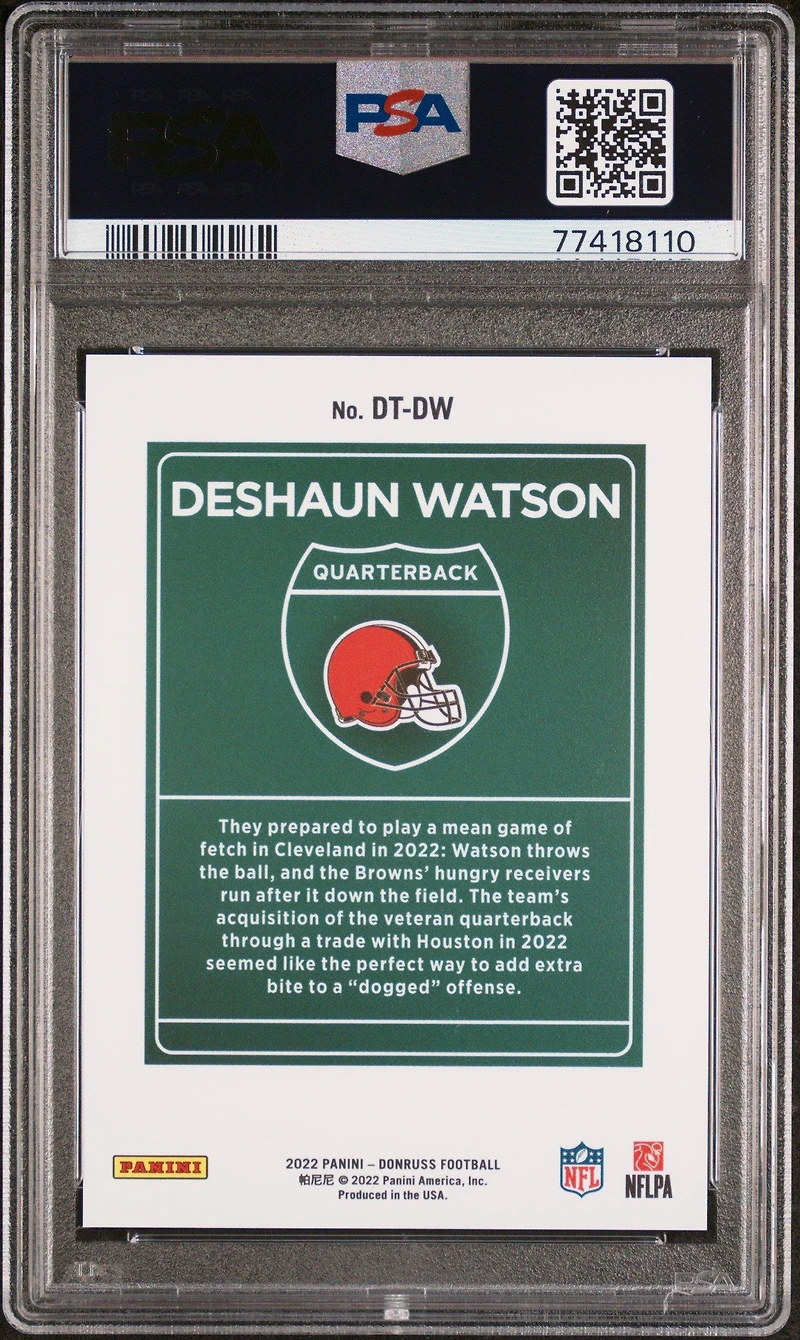 PSA
PSA
77418110
No. DT-DW
DESHAUN WATSON
QUARTERBACK
They prepared to play a mean game of
fetch in Cleveland in 2022: Watson throws
the ball, and the Browns’ hungry receivers
run after it down the field. The team’s
acquisition of the veteran quarterback
through a trade with Houston in 2022
seemed like the perfect way to add extra
bite to a “dogged” offense.
PANINI
2022 PANINI – DONRUSS FOOTBALL
帕尼尼 © 2022 Panini America, Inc.
Produced in the USA.
NFL
NFLPA
PSA